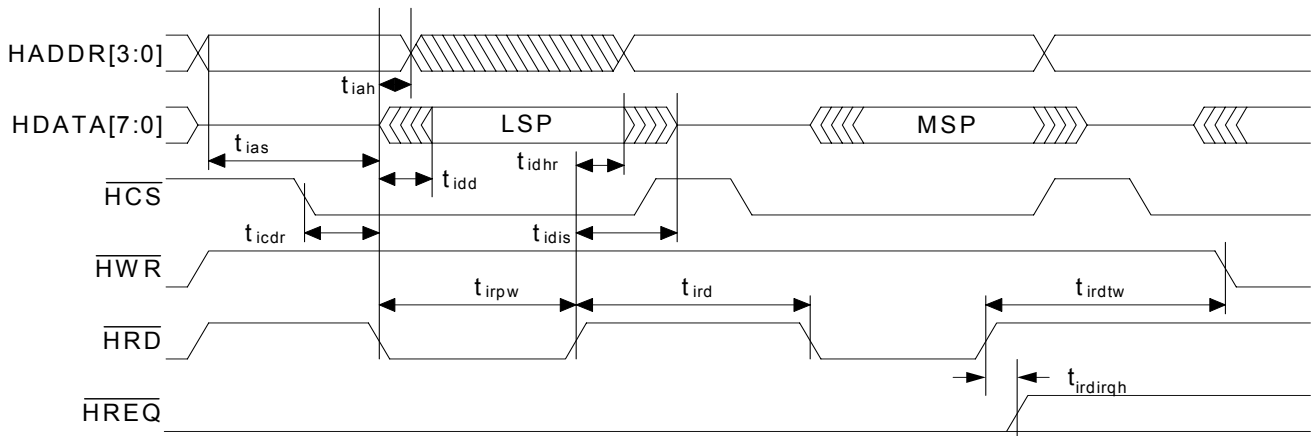 HADDR[3:0]
t iah
HDATA[7:0]
LSP
MSP
t ias
t idd
t idhr
HCS
t icdr
t idis
HWR
t irpw
t ird
t irdtw
HRD
t irdirqh
HREQ